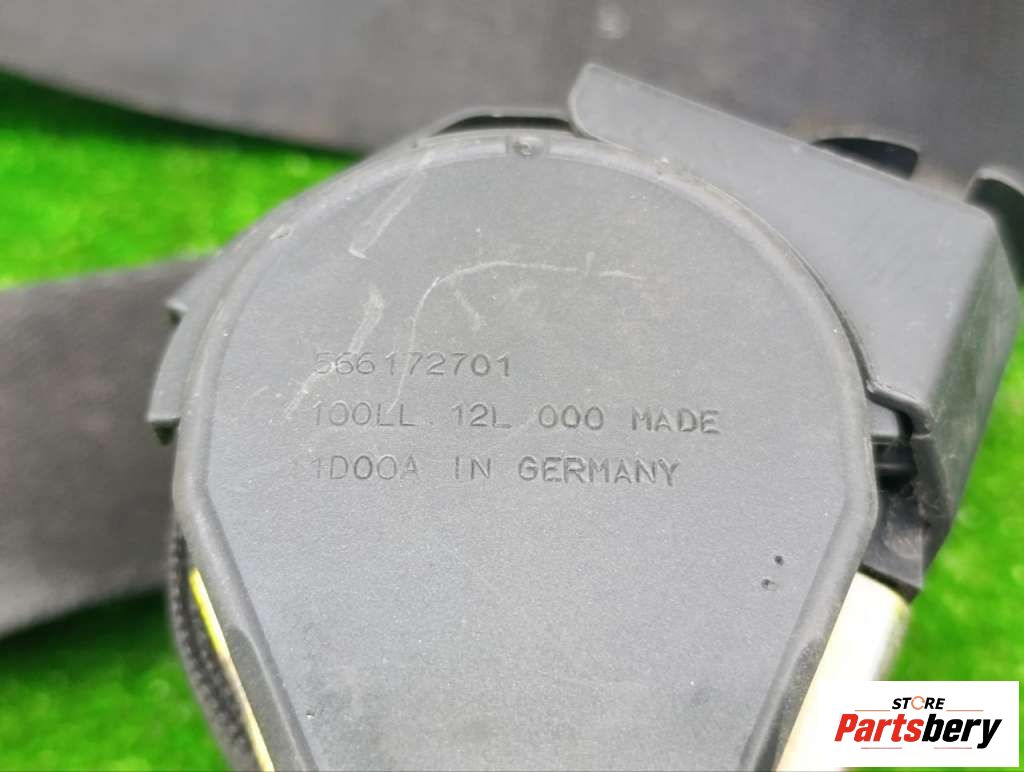 566172701
100LL 12L 000 MADE
1D00A IN GERMANY
STORE
Partsbery